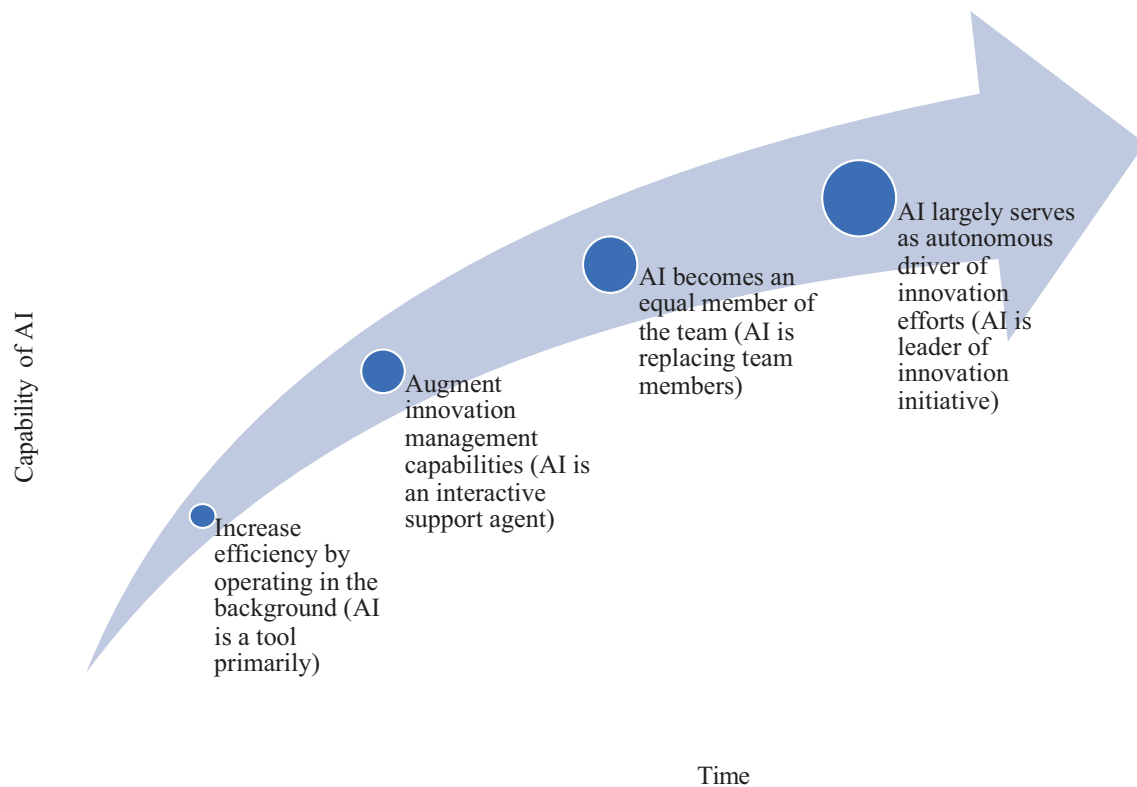 Capability of AI
Increase
efficiency by
operating in the
background (AI
is a tool
primarily)
Augment
innovation
management
capabilities (AI is
an interactive
support agent)
AI becomes an
equal member of
the team (AI is
replacing team
members)
AI largely serves
as autonomous
driver of
innovation
efforts (AI is
leader of
innovation
initiative)
Time